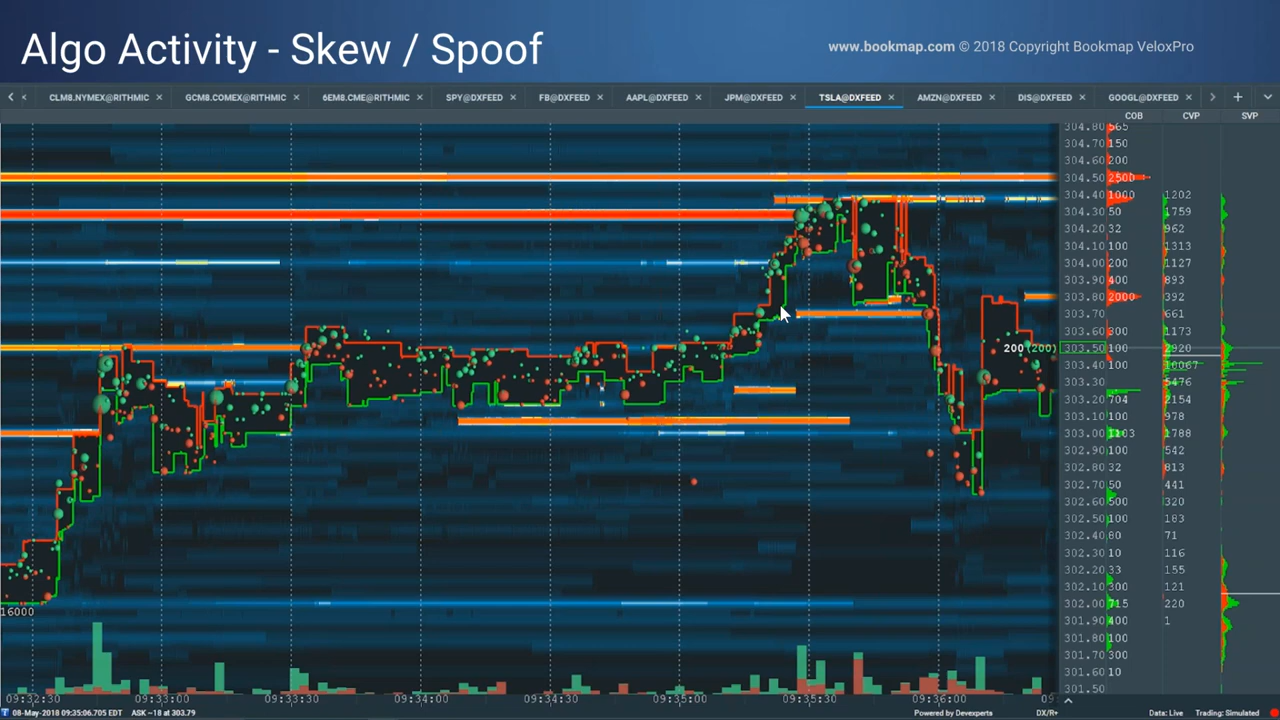 Algo Activity - Skew / Spoof
www.bookmap.com © 2018 Copyright Bookmap VeloxPro
CLM8.NYMEX@RITHMIC GCM8.COMEX@RITHMIC 6EM8.CME@RITHMIC SPY@DXFEED FB@DXFEED AAPL@DXFEED JPM@DXFEED TSLA@DXFEED AMZN@DXFEED DIS@DXFEED GOOGL@DXFEED
COB CVP SVP
304.80 565
304.70 150
304.60 200
304.50 2500
304.40 1000 1202
304.30 50 1759
304.20 32 962
304.10 100 1313
304.00 200 1127
303.90 400 893
303.80 2000 392
303.70 661
303.60 1173
200 (200) 303.50 100 2920
303.40 100 10067
303.30 5476
303.20 704 2154
303.10 100 978
303.00 1788
302.90 100 542
302.80 32 813
302.70 50 441
302.60 500 320
302.50 100 183
302.40 80 71
302.30 10 116
302.20 33 155
302.10 300 121
302.00 715 220
16000
301.90 400 1
301.80 100
301.70 300
301.60 10
301.50
09:32:30 09:33:00 09:33:30 09:34:00 09:34:30 09:35:00 09:35:30 09:36:00
08-May-2018 09:35:06.705 EDT ASK ~18 at 303.79 Powered by Devexperts DX/R+ Data: Live Trading: Simulated